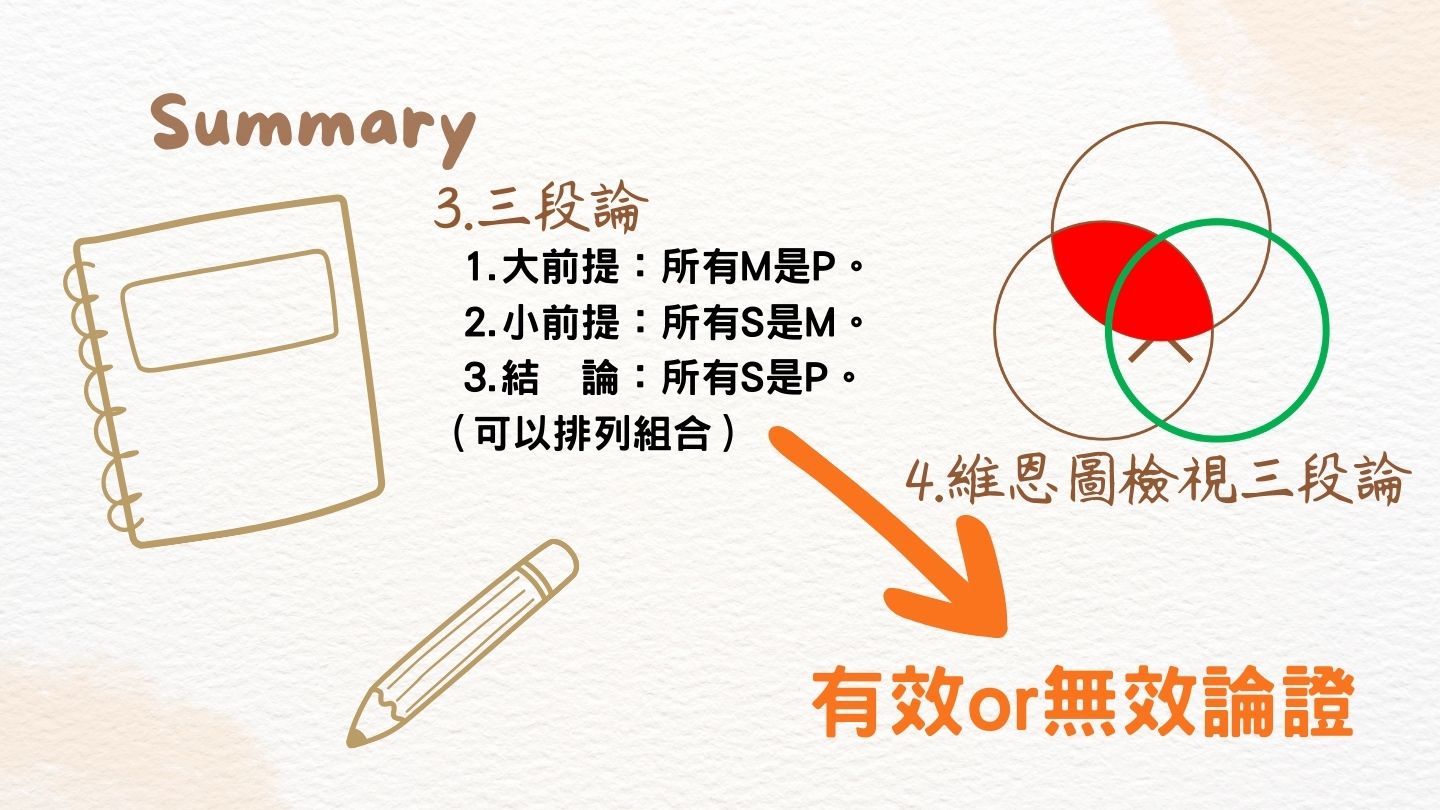 Summary
3.三段論
1.大前提：所有M是P。
2.小前提：所有S是M。
3.結　論：所有S是P。
（可以排列組合）
4.維恩圖檢視三段論
有效or無效論證